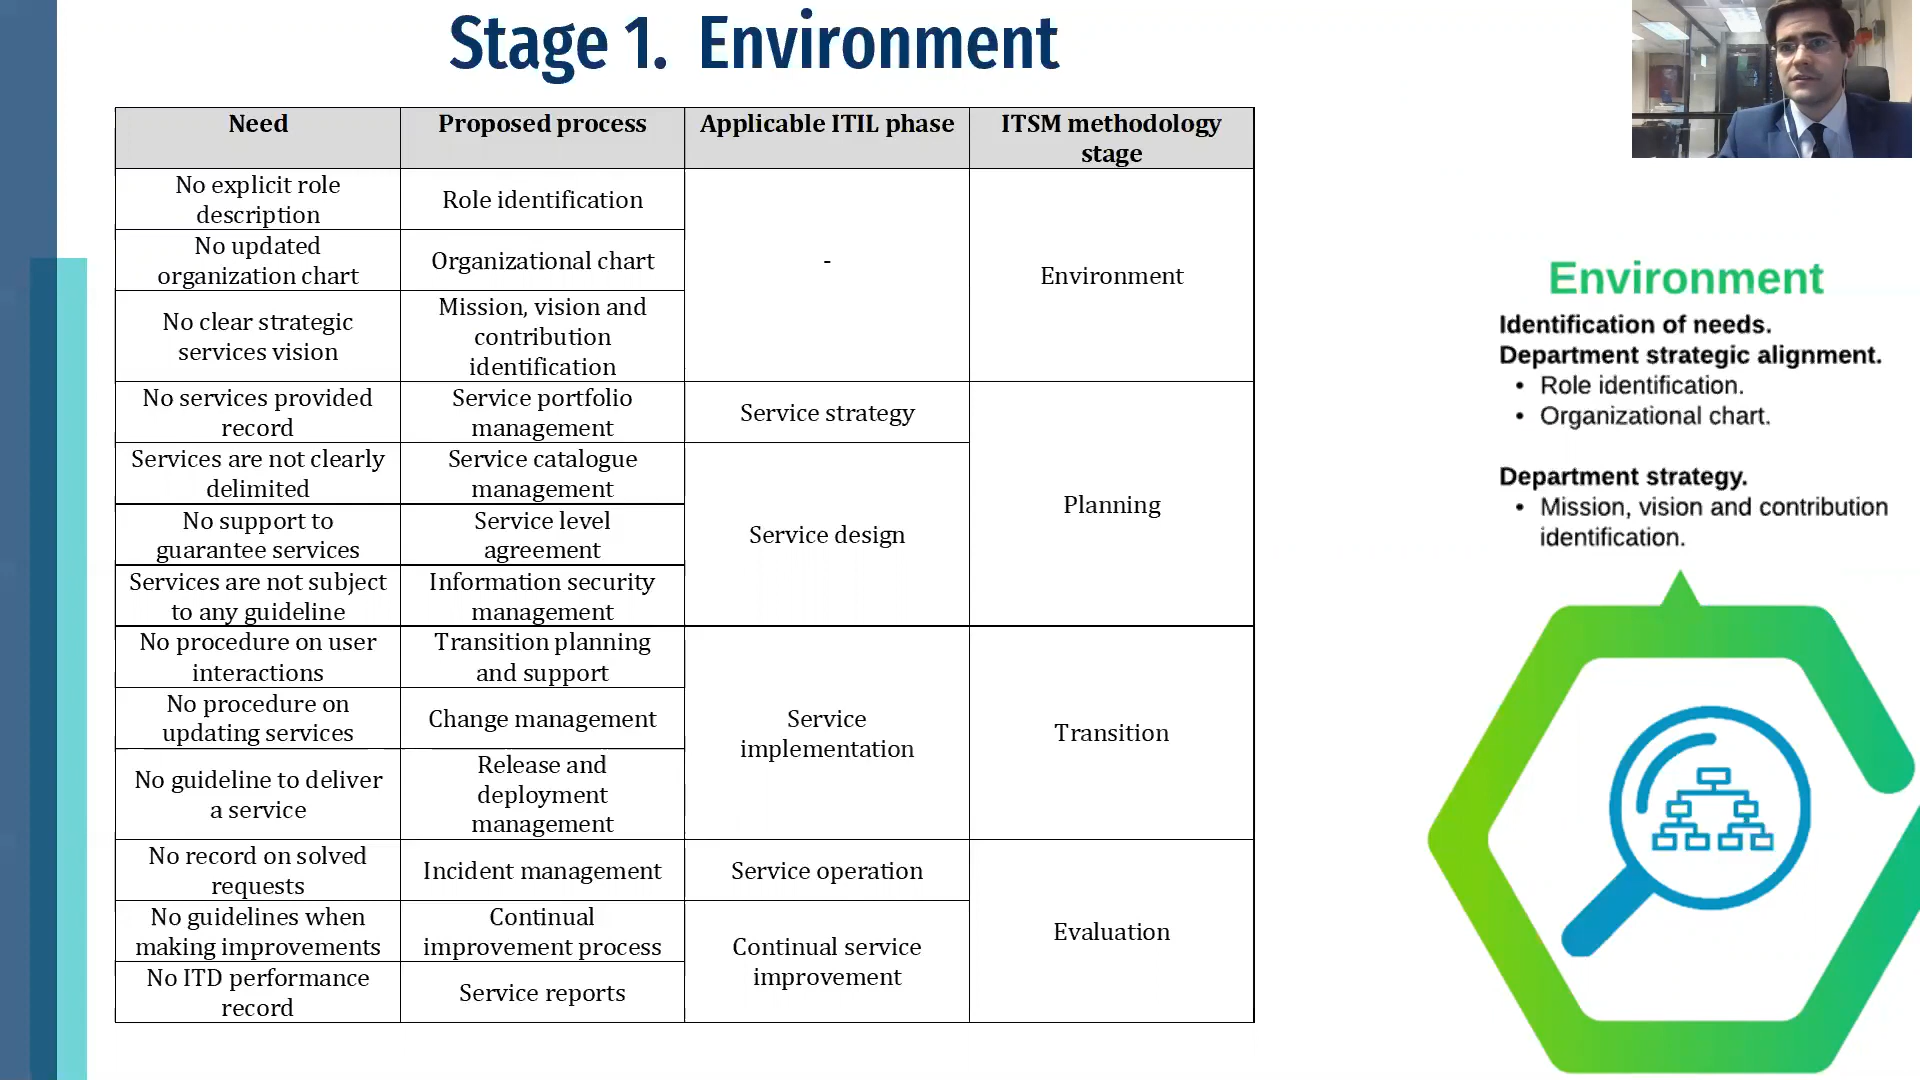 Stage 1. Environment
Need
Proposed process
Applicable ITIL phase
ITSM methodology
stage
No explicit role
description
Role identification
-
Environment
No updated
organization chart
Organizational chart
No clear strategic
services vision
Mission, vision and
contribution
identification
No services provided
record
Service portfolio
management
Service strategy
Planning
Services are not clearly
delimited
Service catalogue
management
Service design
No support to
guarantee services
Service level
agreement
Services are not subject
to any guideline
Information security
management
No procedure on user
interactions
Transition planning
and support
Service
implementation
Transition
No procedure on
updating services
Change management
No guideline to deliver
a service
Release and
deployment
management
No record on solved
requests
Incident management
Service operation
Evaluation
No guidelines when
making improvements
Continual
improvement process
Continual service
improvement
No ITD performance
record
Service reports
Environment
Identification of needs.
Department strategic alignment.
• Role identification.
• Organizational chart.
Department strategy.
• Mission, vision and contribution
identification.